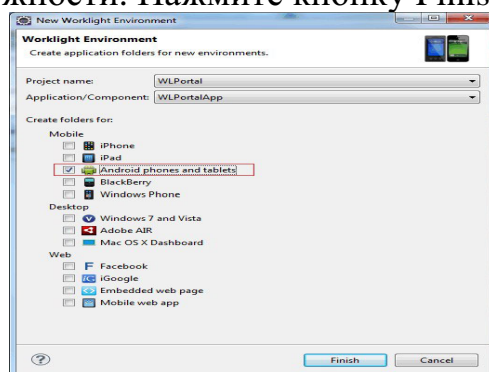 Нажмите кнопку
New Worklight Environment
Worklight Environment
Create application folders for new environments.
Project name: WLPortal
Application/Component: WLPortalApp
Create folders for:
Mobile
iPhone
iPad
Android phones and tablets
BlackBerry
Windows Phone
Desktop
Windows 7 and Vista
Adobe AIR
Mac OS X Dashboard
Web
Facebook
iGoogle
Embedded web page
Mobile web app
Finish Cancel